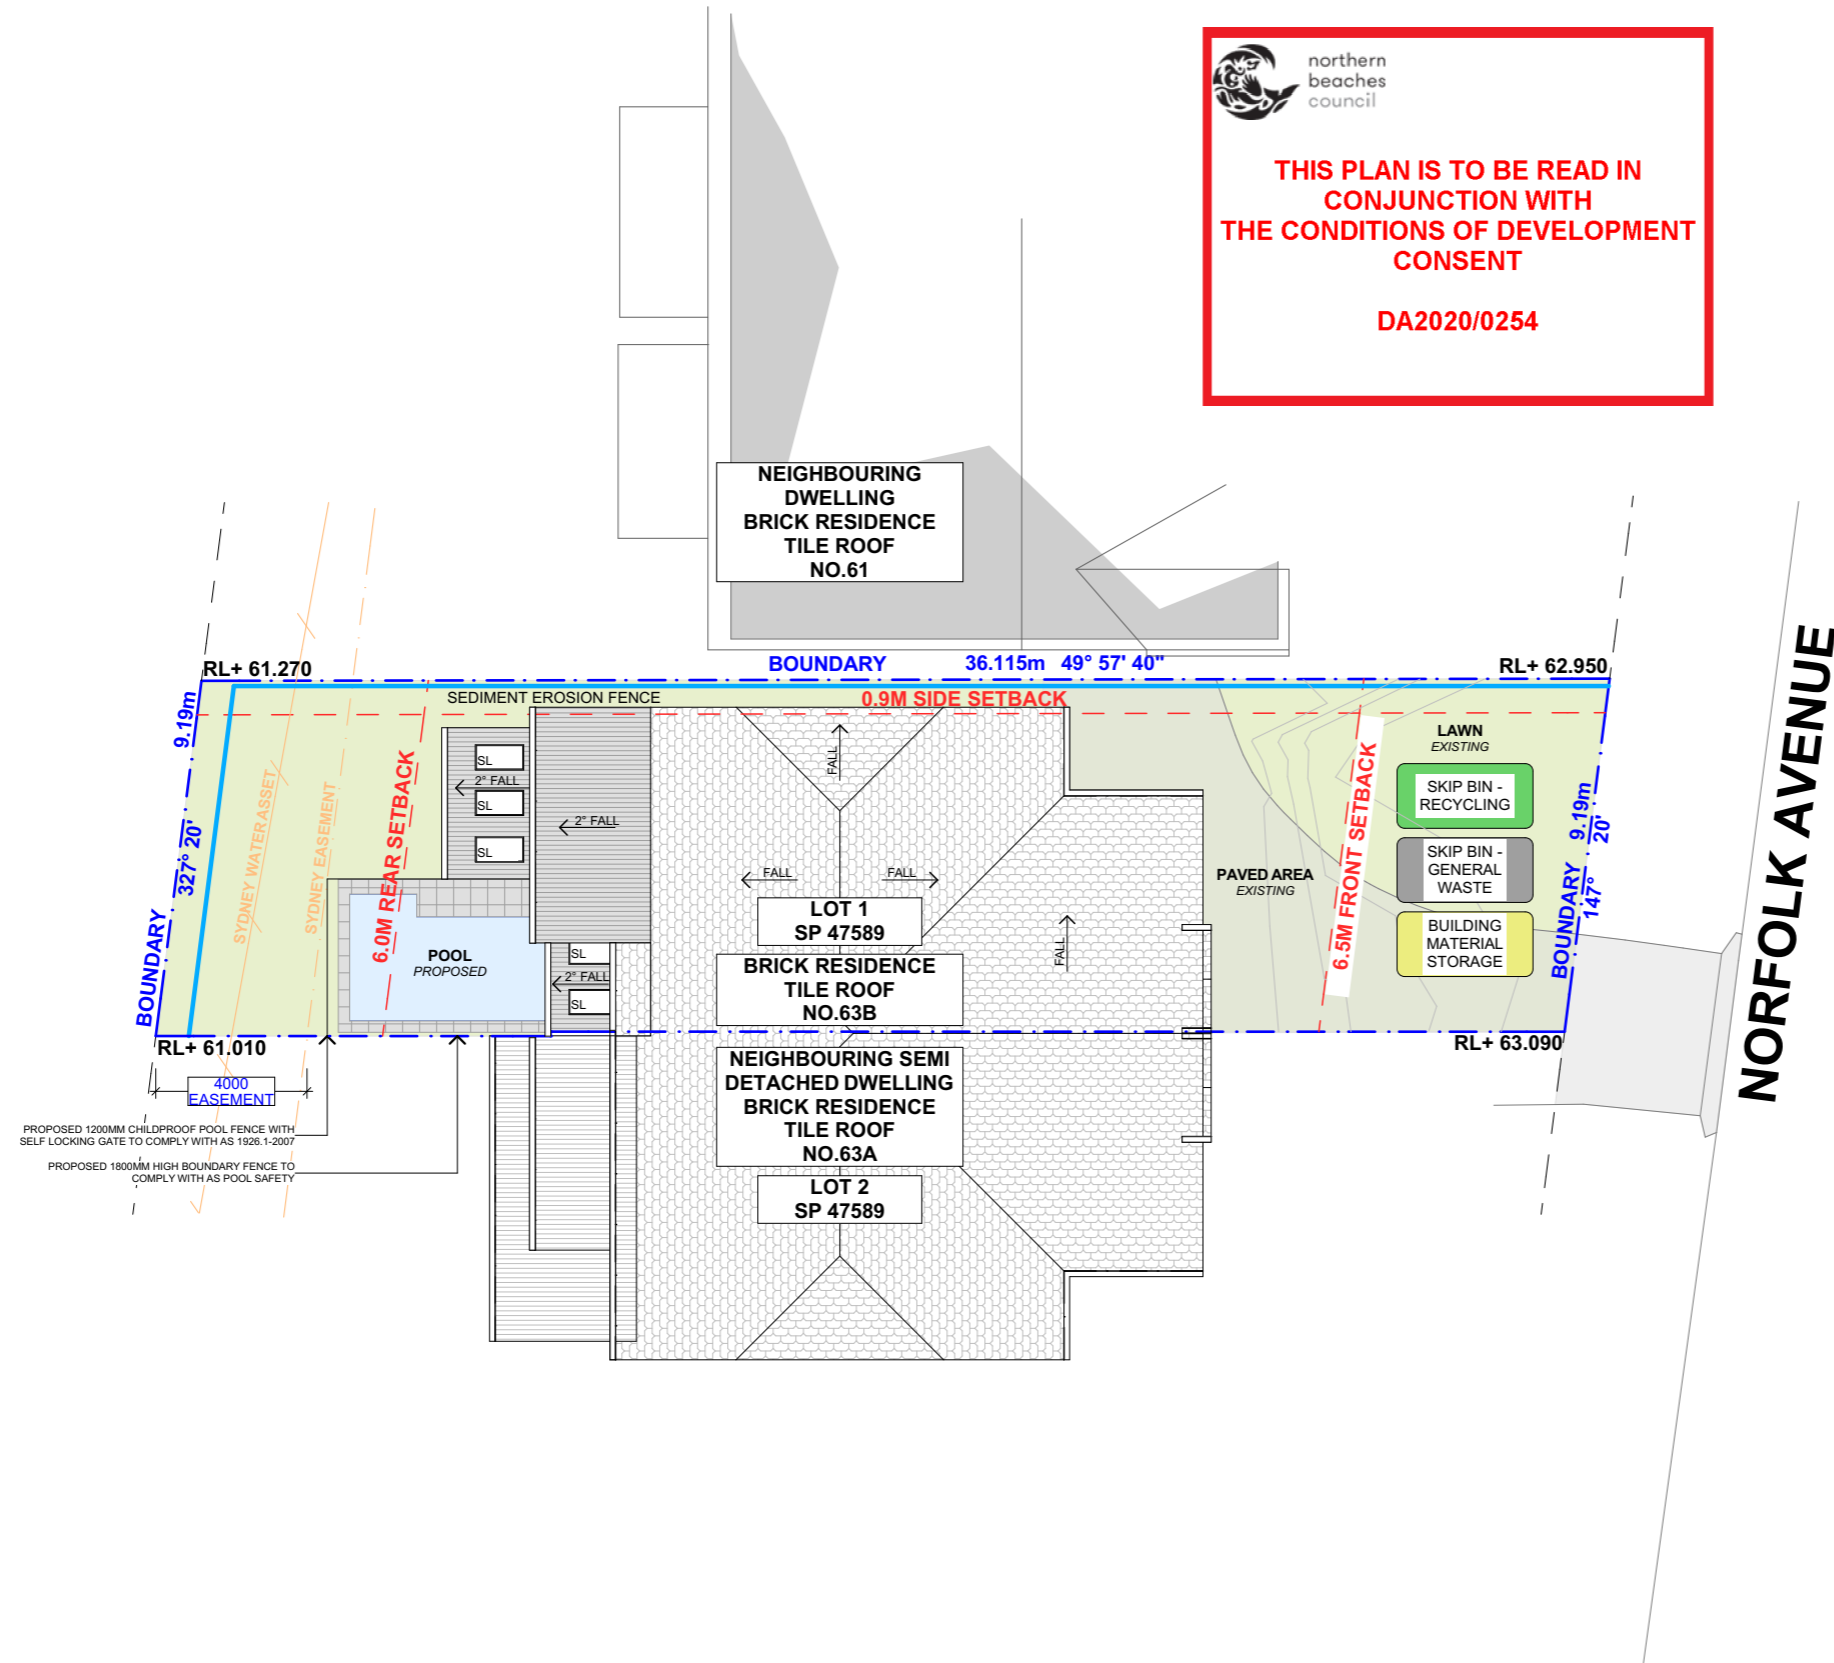 northern
beaches
council
THIS PLAN IS TO BE READ IN
CONJUNCTION WITH
THE CONDITIONS OF DEVELOPMENT
CONSENT
DA2020/0254
NEIGHBOURING
DWELLING
BRICK RESIDENCE
TILE ROOF
NO.61
RL+ 61.270
BOUNDARY 36.115m 49° 57' 40"
RL+ 62.950
SEDIMENT EROSION FENCE
0.9M SIDE SETBACK
9.19m
327° 20'
BOUNDARY
SYDNEY WATER ASSET
SYDNEY EASEMENT
6.0M REAR SETBACK
SL
2° FALL
SL
SL
2° FALL
FALL
FALL
FALL
FALL
LAWN
EXISTING
SKIP BIN -
RECYCLING
SKIP BIN -
GENERAL
WASTE
BUILDING
MATERIAL
STORAGE
PAVED AREA
EXISTING
6.5M FRONT SETBACK
BOUNDARY
147°
20'
9.19m
NORFOLK AVENUE
LOT 1
SP 47589
POOL
PROPOSED
SL
2° FALL
SL
BRICK RESIDENCE
TILE ROOF
NO.63B
RL+ 61.010
RL+ 63.090
NEIGHBOURING SEMI
DETACHED DWELLING
BRICK RESIDENCE
TILE ROOF
NO.63A
4000
EASEMENT
PROPOSED 1200MM CHILDPROOF POOL FENCE WITH
SELF LOCKING GATE TO COMPLY WITH AS 1926.1-2007
PROPOSED 1800MM HIGH BOUNDARY FENCE TO
COMPLY WITH AS POOL SAFETY
LOT 2
SP 47589